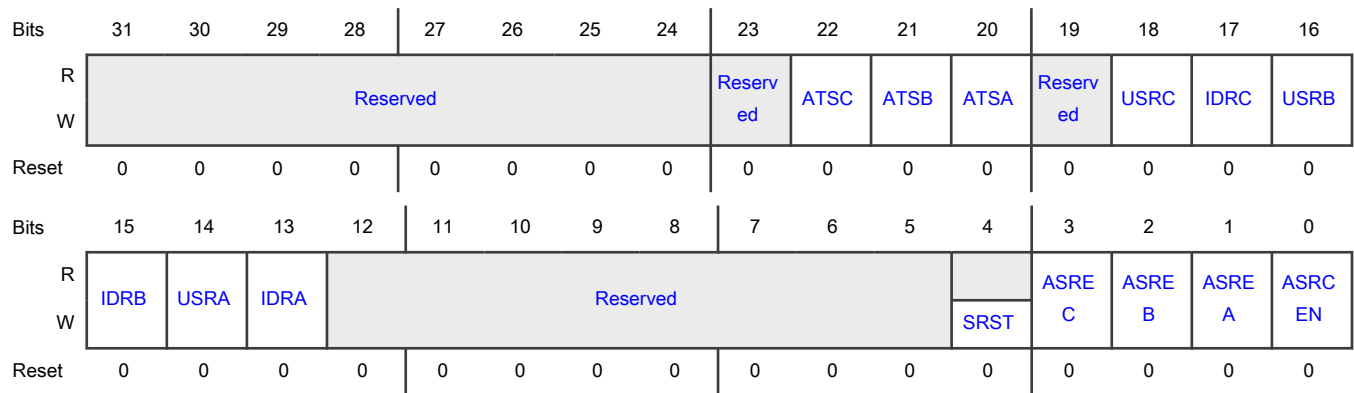 Bits 31 30 29 28 27 26 25 24 23 22 21 20 19 18 17 16
R
W
Reserved Reserv ed ATSC ATSB ATSA Reserv ed USRC IDRC USRB
Reset 0 0 0 0 0 0 0 0 0 0 0 0 0 0 0 0
Bits 15 14 13 12 11 10 9 8 7 6 5 4 3 2 1 0
R
W
IDRB USRA IDRA Reserved SRST ASRE C ASRE B ASRE A ASRC EN
Reset 0 0 0 0 0 0 0 0 0 0 0 0 0 0 0 0